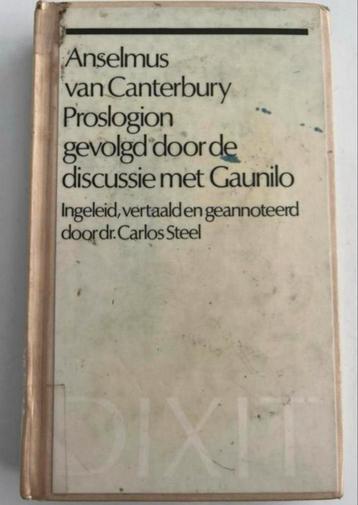 Anselmus
van Canterbury
Proslogion
gevolgd door de
discussie met Gaunilo
Ingeleid, vertaald en geannoteerd
door dr. Carlos Steel
DIXIT